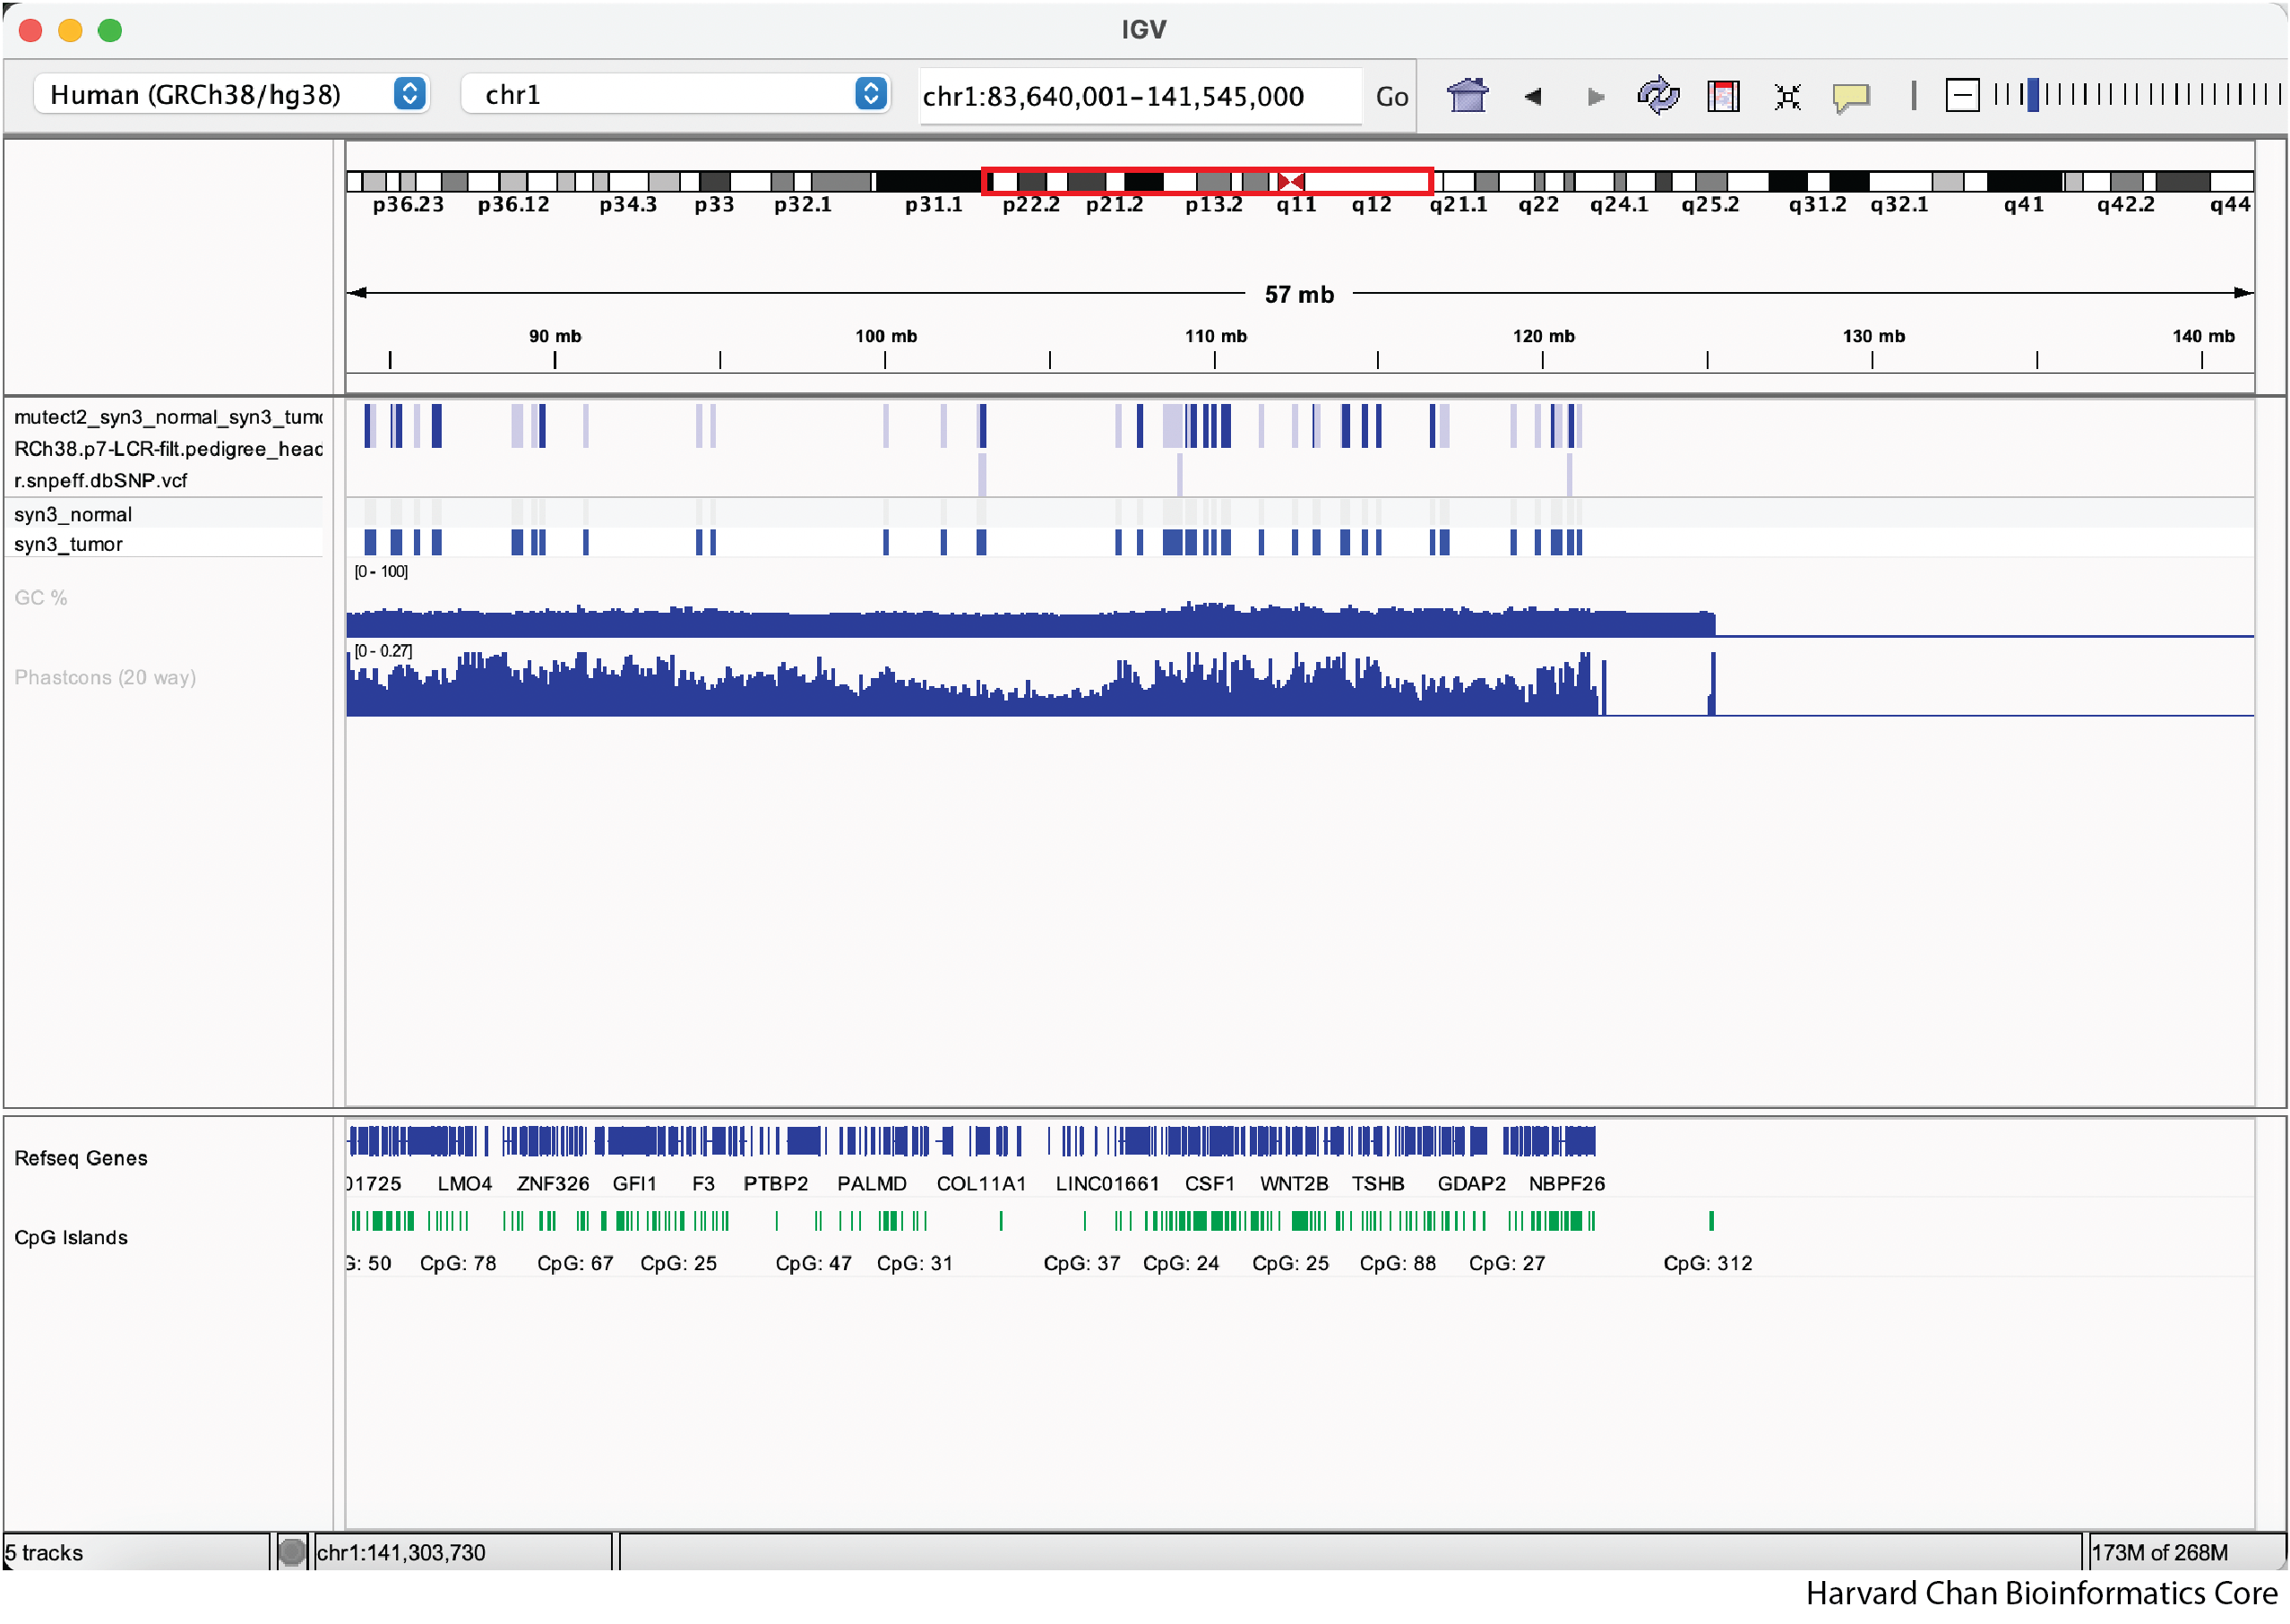 IGV
Human (GRCh38/hg38) chr1 chr1:83,640,001-141,545,000 Go
p36.23 p36.12 p34.3 p33 p32.1 p31.1 p22.2 p21.2 p13.2 q11 q12 q21.1 q22 q24.1 q25.2 q31.2 q32.1 q41 q42.2 q44
57 mb
90 mb 100 mb 110 mb 120 mb 130 mb 140 mb
mutect2_syn3_normal_syn3_tum
RCh38.p7-LCR-filt.pedigree_head
r.snpeff.dbSNP.vcf
syn3_normal
syn3_tumor
[0 - 100]
GC %
[0 - 0.27]
Phastcons (20 way)
Refseq Genes
01725 LMO4 ZNF326 GFI1 F3 PTBP2 PALMD COL11A1 LINC01661 CSF1 WNT2B TSHB GDAP2 NBPF26
CpG Islands
G: 50 CpG: 78 CpG: 67 CpG: 25 CpG: 47 CpG: 31 CpG: 37 CpG: 24 CpG: 25 CpG: 88 CpG: 27 CpG: 312
5 tracks chr1:141,303,730 173M of 268M
Harvard Chan Bioinformatics Core